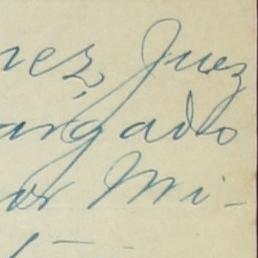 nez, Juez
argado
or Mi-